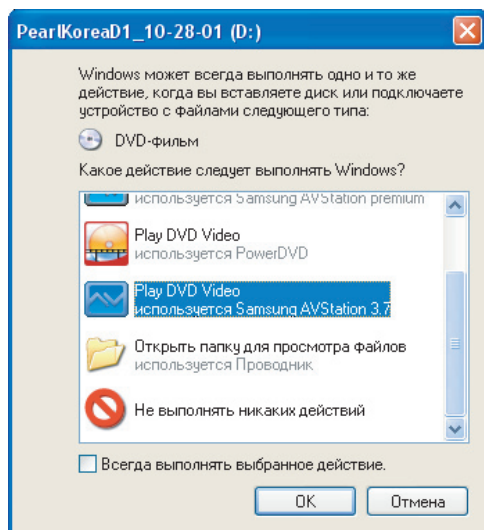 PearlKoreaD1_10-28-01 (D:)
Windows может всегда выполнять одно и то же
действие, когда вы вставляете диск или подключаете
устройство с файлами следующего типа:
DVD-фильм
Какое действие следует выполнять Windows?
используется Samsung AVStation premium
Play DVD Video
используется PowerDVD
Play DVD Video
используется Samsung AVStation 3.7
Открыть папку для просмотра файлов
используется Проводник
Не выполнять никаких действий
Всегда выполнять выбранное действие.
OK
Отмена